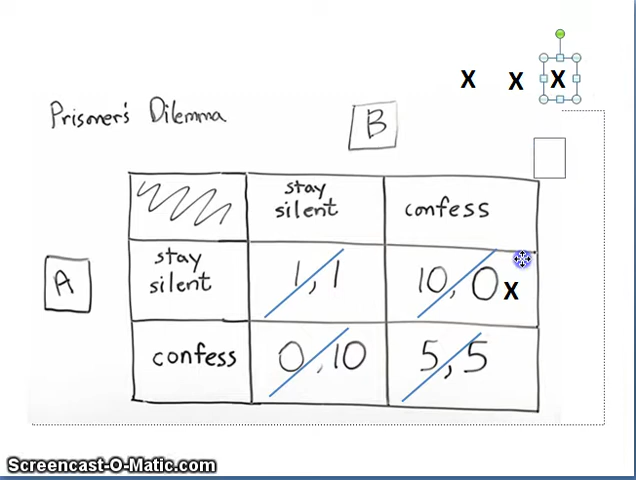 X X X
Prisoner's Dilemma
B
stay silent
confess
A
stay silent
1, 1
10, 0 X
confess
0, 10
5, 5
Screencast-O-Matic.com